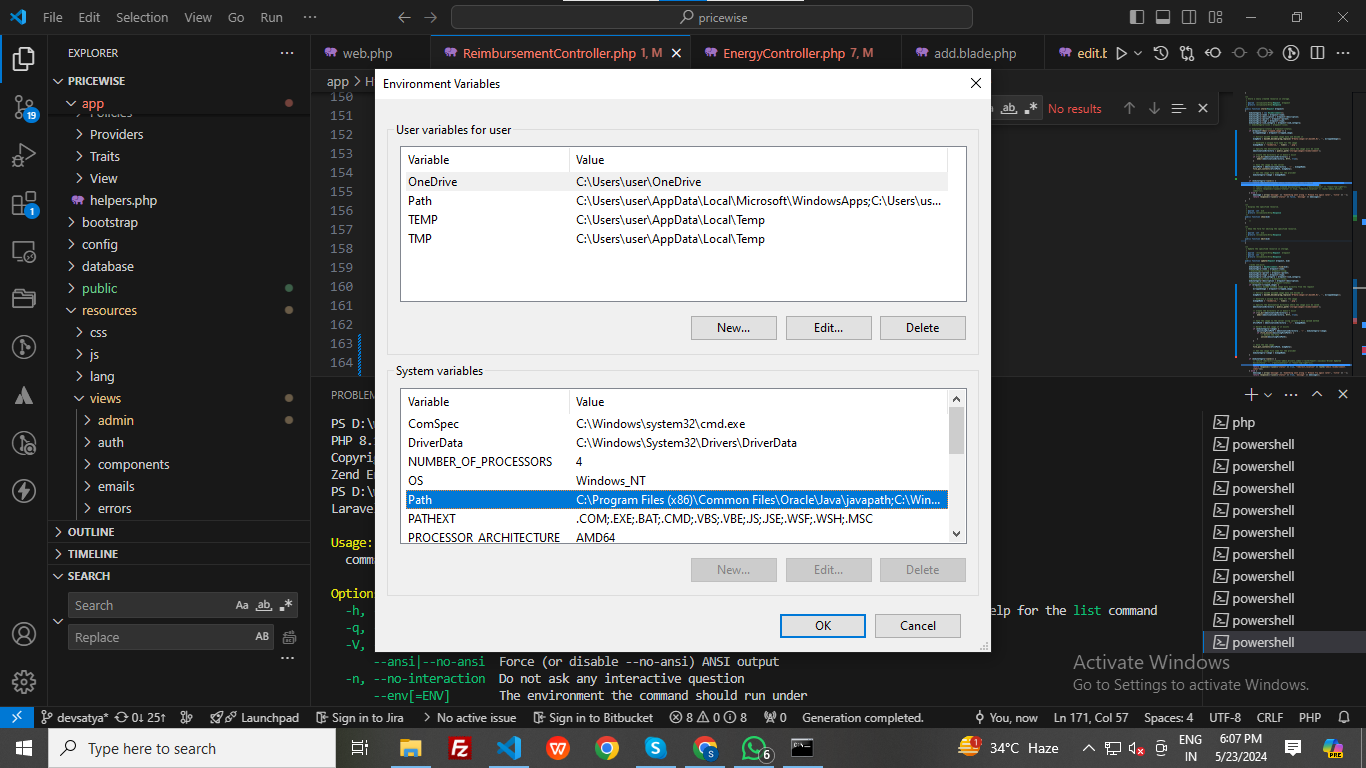 File Edit Selection View Go Run ··· pricewise
EXPLORER ···
PRICEWISE
app
Policies
Providers
Traits
View
helpers.php
bootstrap
config
database
public
resources
css
js
lang
views
admin
auth
components
emails
errors
OUTLINE
TIMELINE
SEARCH
Search Aa ab
Replace AB
···
19
1
web.php ReimbursementController.php 1, M EnergyController.php 7, M add.blade.php edit.b
app > H
No results
150
151
152
153
154
155
156
157
158
159
160
161
162
163
164
Environment Variables
User variables for user
Variable Value
OneDrive C:\Users\user\OneDrive
Path C:\Users\user\AppData\Local\Microsoft\WindowsApps;C:\Users\us...
TEMP C:\Users\user\AppData\Local\Temp
TMP C:\Users\user\AppData\Local\Temp
New... Edit... Delete
System variables
Variable Value
ComSpec C:\Windows\system32\cmd.exe
DriverData C:\Windows\System32\Drivers\DriverData
NUMBER_OF_PROCESSORS 4
OS Windows_NT
Path C:\Program Files (x86)\Common Files\Oracle\Java\javapath;C:\Win...
PATHEXT .COM;.EXE;.BAT;.CMD;.VBS;.VBE;.JS;.JSE;.WSF;.WSH;.MSC
PROCESSOR_ARCHITECTURE AMD64
New... Edit... Delete
OK Cancel
PROBLEM
PS D:\
PHP 8.
Copyrig
Zend E
PS D:\
Larave
Usage:
comma
Option
-h, elp for the list command
-q,
-V,
--ansi|--no-ansi Force (or disable --no-ansi) ANSI output
-n, --no-interaction Do not ask any interactive question
--env[=ENV] The environment the command should run under
php
powershell
powershell
powershell
powershell
powershell
powershell
powershell
powershell
powershell
powershell
Activate Windows
Go to Settings to activate Windows.
devsatya* 0↓ 25↑ Launchpad Sign in to Jira No active issue Sign in to Bitbucket 8 0 8 0 Generation completed. You, now Ln 171, Col 57 Spaces: 4 UTF-8 CRLF PHP
Type here to search 6 34°C Haze ENG IN 6:07 PM 5/23/2024 PRE